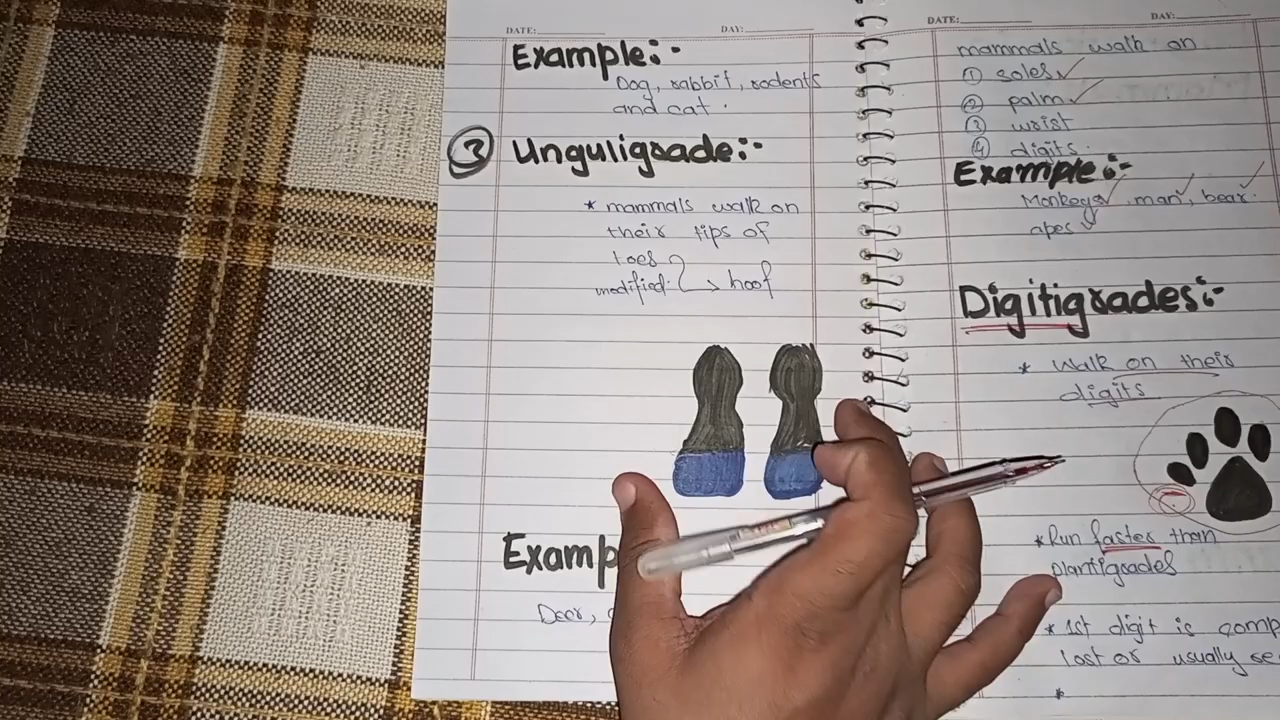 DATE: DAY:
Example:-
Dog, rabbit, rodents
and cat.
③ Unguligrade:-
* mammals walk on
their tips of
toes
modified: → hoof
Examp
Deer,
DATE: DAY:
mammals walk on
① soles ✓
② palm ✓
③ wrist
④ digits.
Example:-
Monkeys ✓, man, bear.
apes ✓
Digitigrades:-
* Walk on their
digits
* Run faster than
plantigrades
* 1st digit is comp
lost or usually se
*